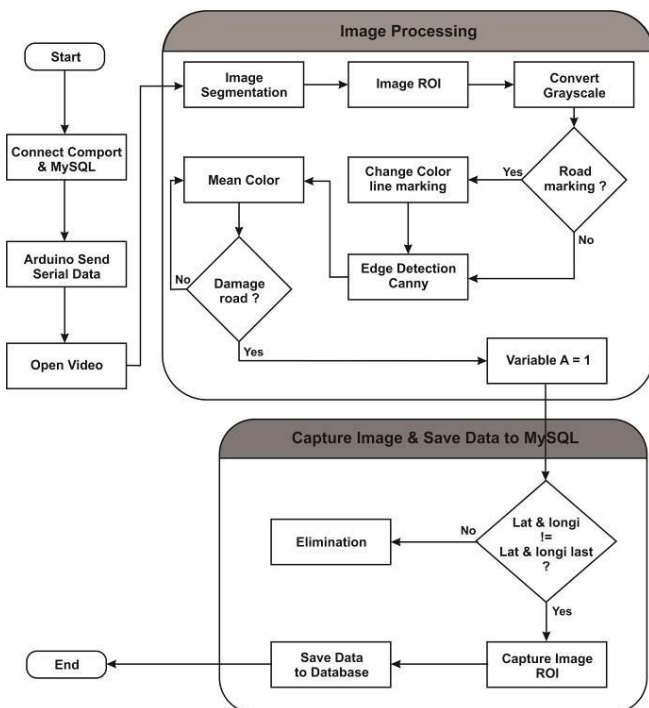 Image Processing
Start
Image
Segmentation
Image ROI
Convert
Grayscale
Connect Comport
& MySQL
Mean Color
Change Color
line marking
Yes
Road
marking ?
No
Arduino Send
Serial Data
No
Damage
road ?
Edge Detection
Canny
Open Video
Yes
Variable A = 1
Capture Image & Save Data to MySQL
Elimination
No
Lat & longi
!=
Lat & longi last
?
Yes
End
Save Data
to Database
Capture Image
ROI